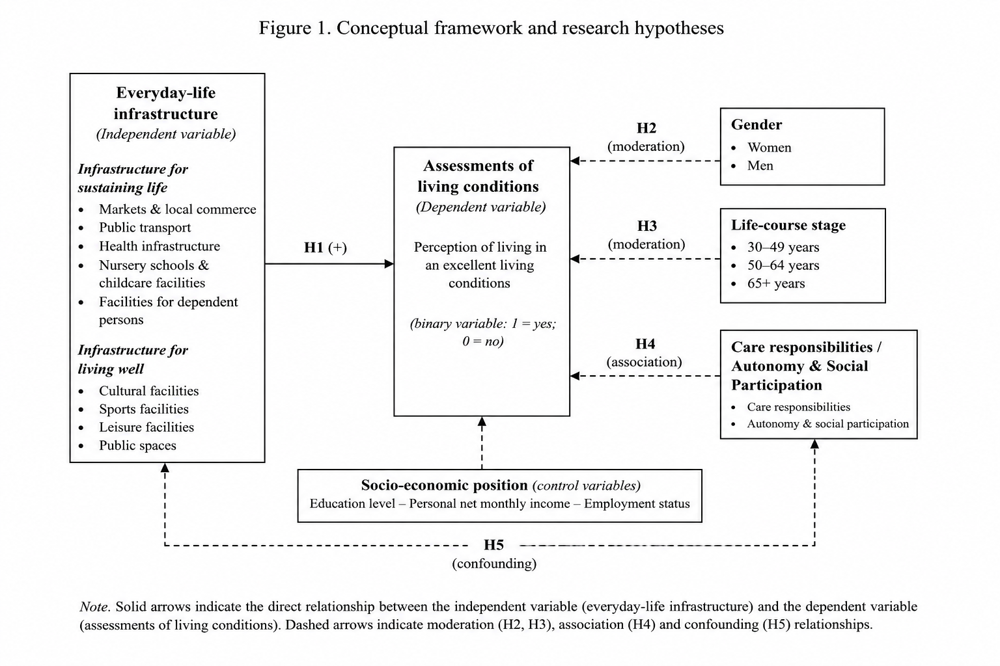 Figure 1. Conceptual framework and research hypotheses
Everyday-life
infrastructure
(Independent variable)
Infrastructure for
sustaining life
• Markets & local commerce
• Public transport
• Health infrastructure
• Nursery schools &
childcare facilities
• Facilities for dependent
persons
Infrastructure for
living well
• Cultural facilities
• Sports facilities
• Leisure facilities
• Public spaces
H1 (+)
Assessments of
living conditions
(Dependent variable)
Perception of living in
an excellent living
conditions
(binary variable: 1 = yes;
0 = no)
H2
(moderation)
Gender
• Women
• Men
H3
(moderation)
Life-course stage
• 30–49 years
• 50–64 years
• 65+ years
H4
(association)
Care responsibilities /
Autonomy & Social
Participation
• Care responsibilities
• Autonomy & social participation
Socio-economic position (control variables)
Education level – Personal net monthly income – Employment status
H5
(confounding)
Note. Solid arrows indicate the direct relationship between the independent variable (everyday-life infrastructure) and the dependent variable
(assessments of living conditions). Dashed arrows indicate moderation (H2, H3), association (H4) and confounding (H5) relationships.